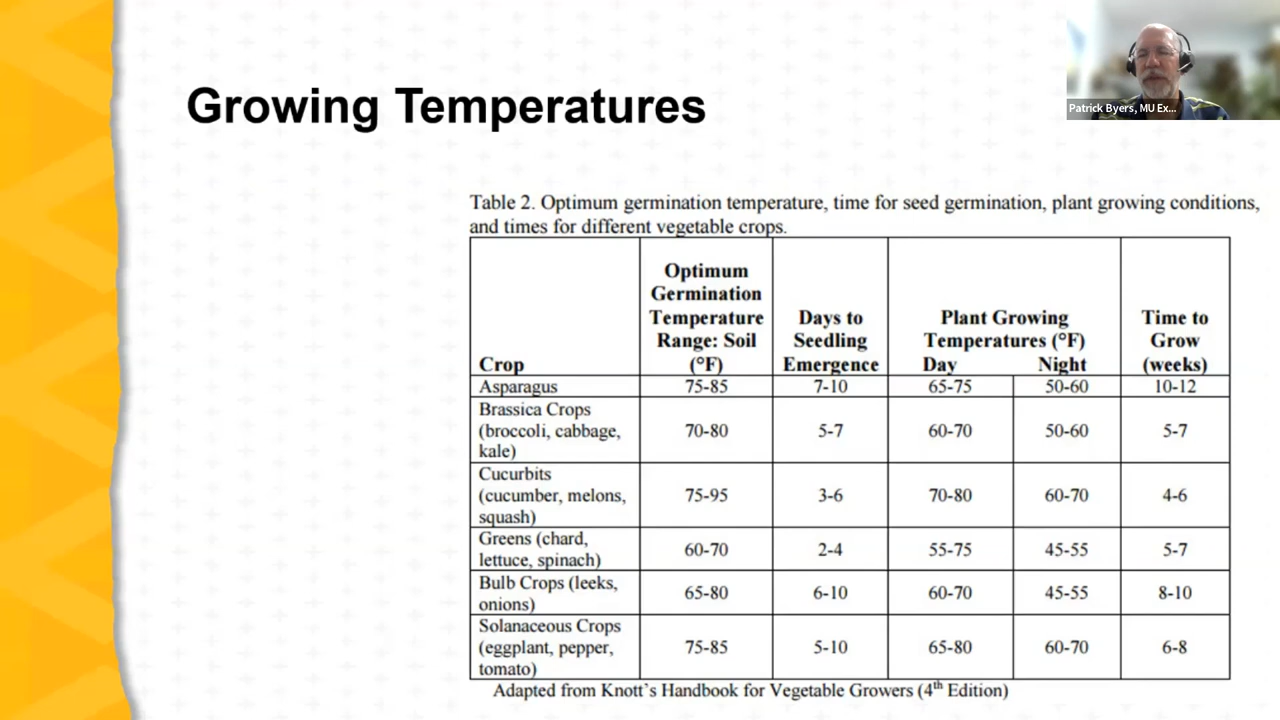 Growing Temperatures
Patrick Byers, MU Ex...
Table 2. Optimum germination temperature, time for seed germination, plant growing conditions,
and times for different vegetable crops.
Crop
Optimum
Germination
Temperature
Range: Soil
(°F)
Days to
Seedling
Emergence
Plant Growing
Temperatures (°F)
Day Night
Time to
Grow
(weeks)
Asparagus 75-85 7-10 65-75 50-60 10-12
Brassica Crops
(broccoli, cabbage, 70-80 5-7 60-70 50-60 5-7
kale)
Cucurbits
(cucumber, melons, 75-95 3-6 70-80 60-70 4-6
squash)
Greens (chard,
lettuce, spinach) 60-70 2-4 55-75 45-55 5-7
Bulb Crops (leeks,
onions) 65-80 6-10 60-70 45-55 8-10
Solanaceous Crops
(eggplant, pepper, 75-85 5-10 65-80 60-70 6-8
tomato)
Adapted from Knott's Handbook for Vegetable Growers (4th Edition)